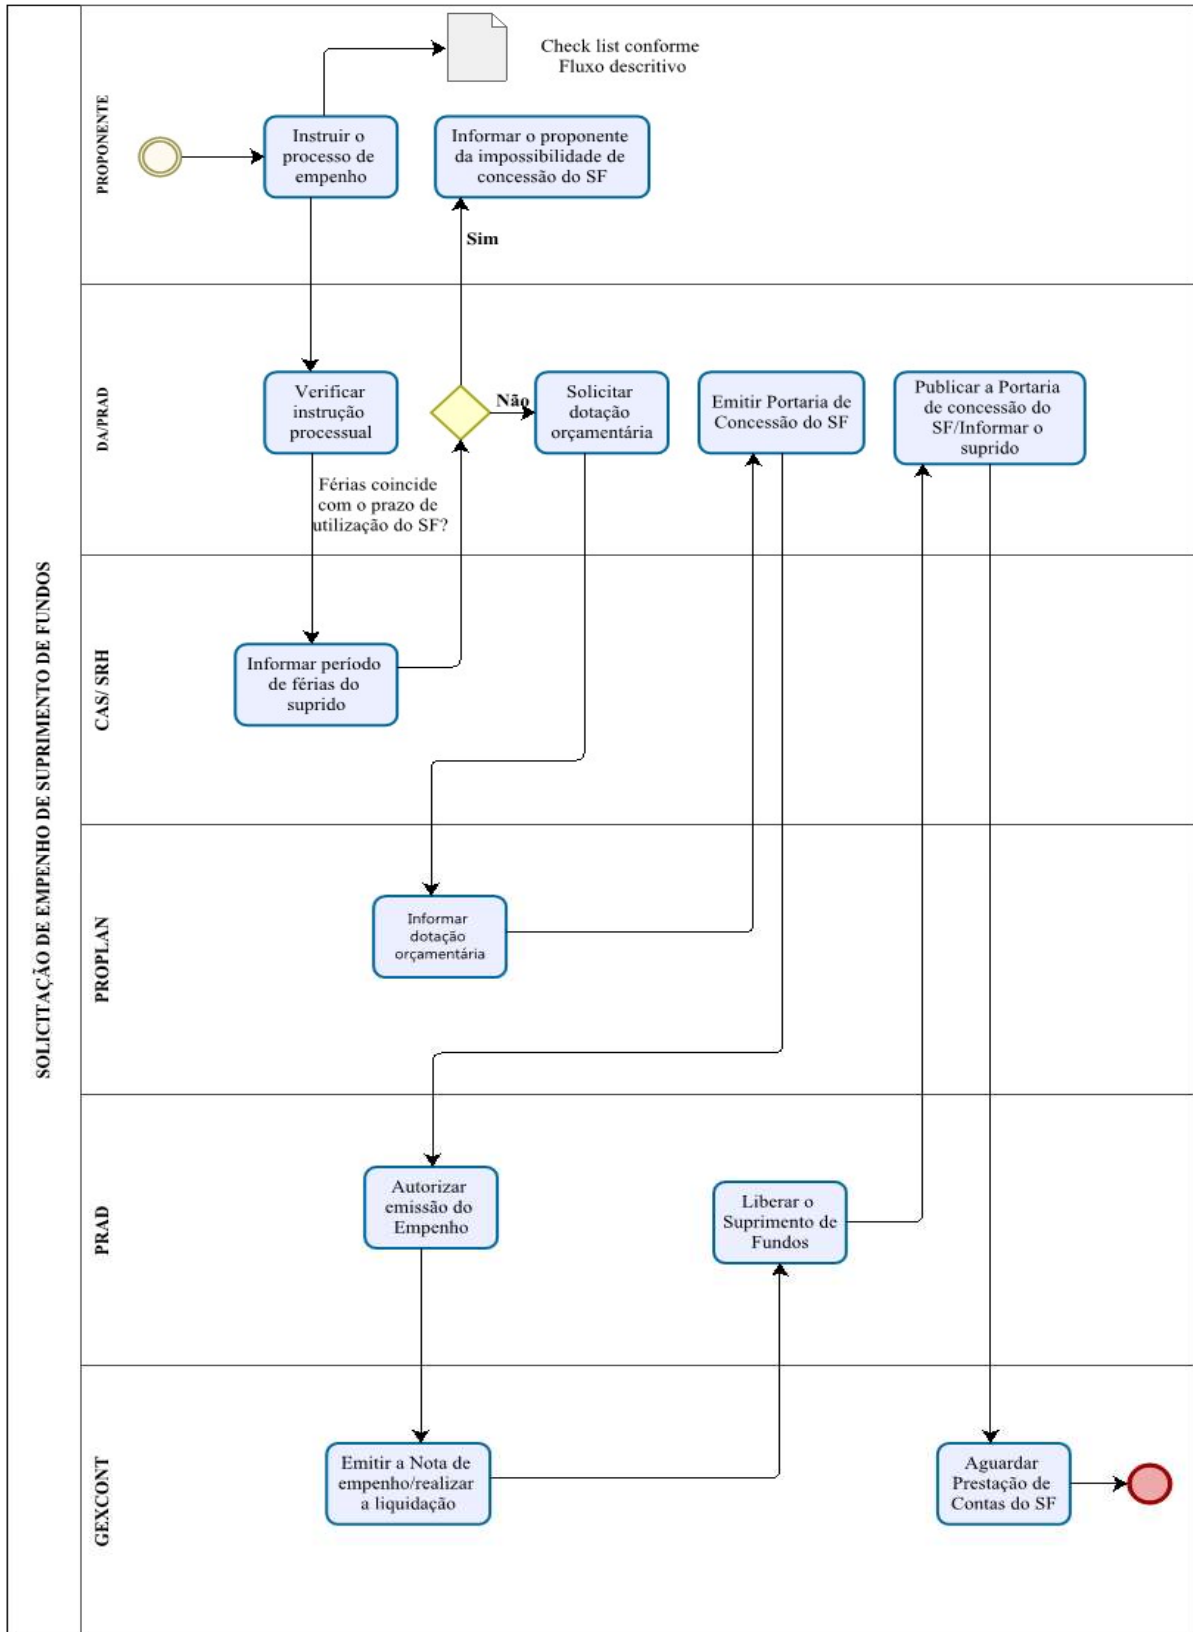 SOLICITAÇÃO DE EMPENHO DE SUPRIMENTO DE FUNDOS
PROPONENTE
Check list conforme
Fluxo descritivo
Instruir o
processo de
empenho
Informar o proponente
da impossibilidade de
concessão do SF
Sim
DA/PRAD
Verificar
instrução
processual
Não
Solicitar
dotação
orçamentária
Emitir Portaria de
Concessão do SF
Publicar a Portaria
de concessão do
SF/Informar o
suprido
Férias coincide
com o prazo de
utilização do SF?
CAS/ SRH
Informar período
de férias do
suprido
PROPLAN
Informar
dotação
orçamentária
PRAD
Autorizar
emissão do
Empenho
Liberar o
Suprimento de
Fundos
GEXCONT
Emitir a Nota de
empenho/realizar
a liquidação
Aguardar
Prestação de
Contas do SF